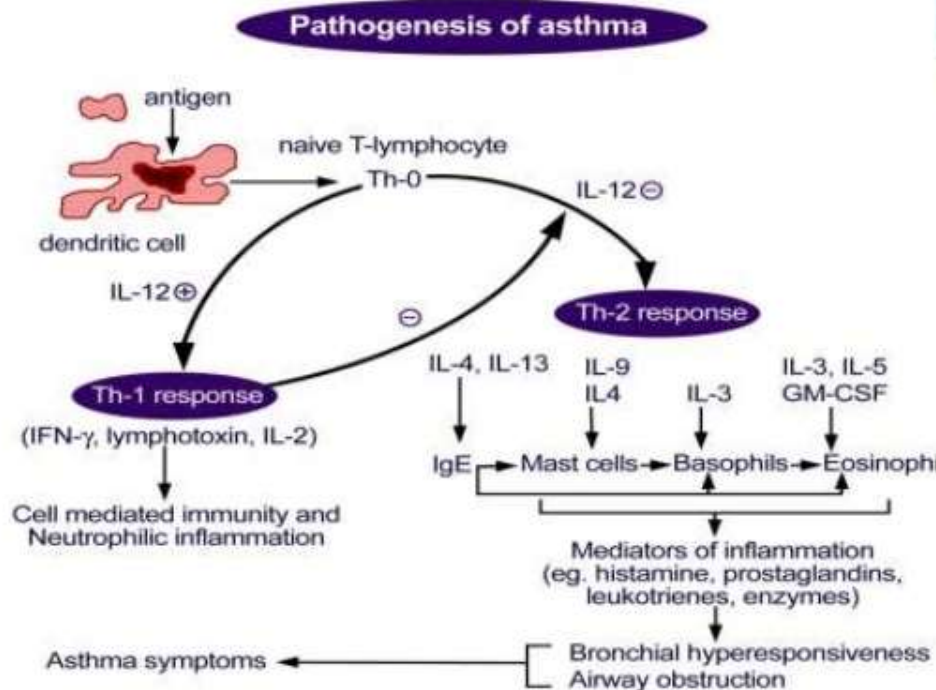 Pathogenesis of asthma
antigen
naive T-lymphocyte
Th-0
IL-12⊖
dendritic cell
IL-12⊕
⊖
Th-2 response
Th-1 response
(IFN-γ, lymphotoxin, IL-2)
Cell mediated immunity and
Neutrophilic inflammation
IL-4, IL-13
IL-9
IL4
IL-3
IL-3, IL-5
GM-CSF
IgE
Mast cells
Basophils
Eosinophi
Mediators of inflammation
(eg. histamine, prostaglandins,
leukotrienes, enzymes)
Bronchial hyperesponsiveness
Airway obstruction
Asthma symptoms